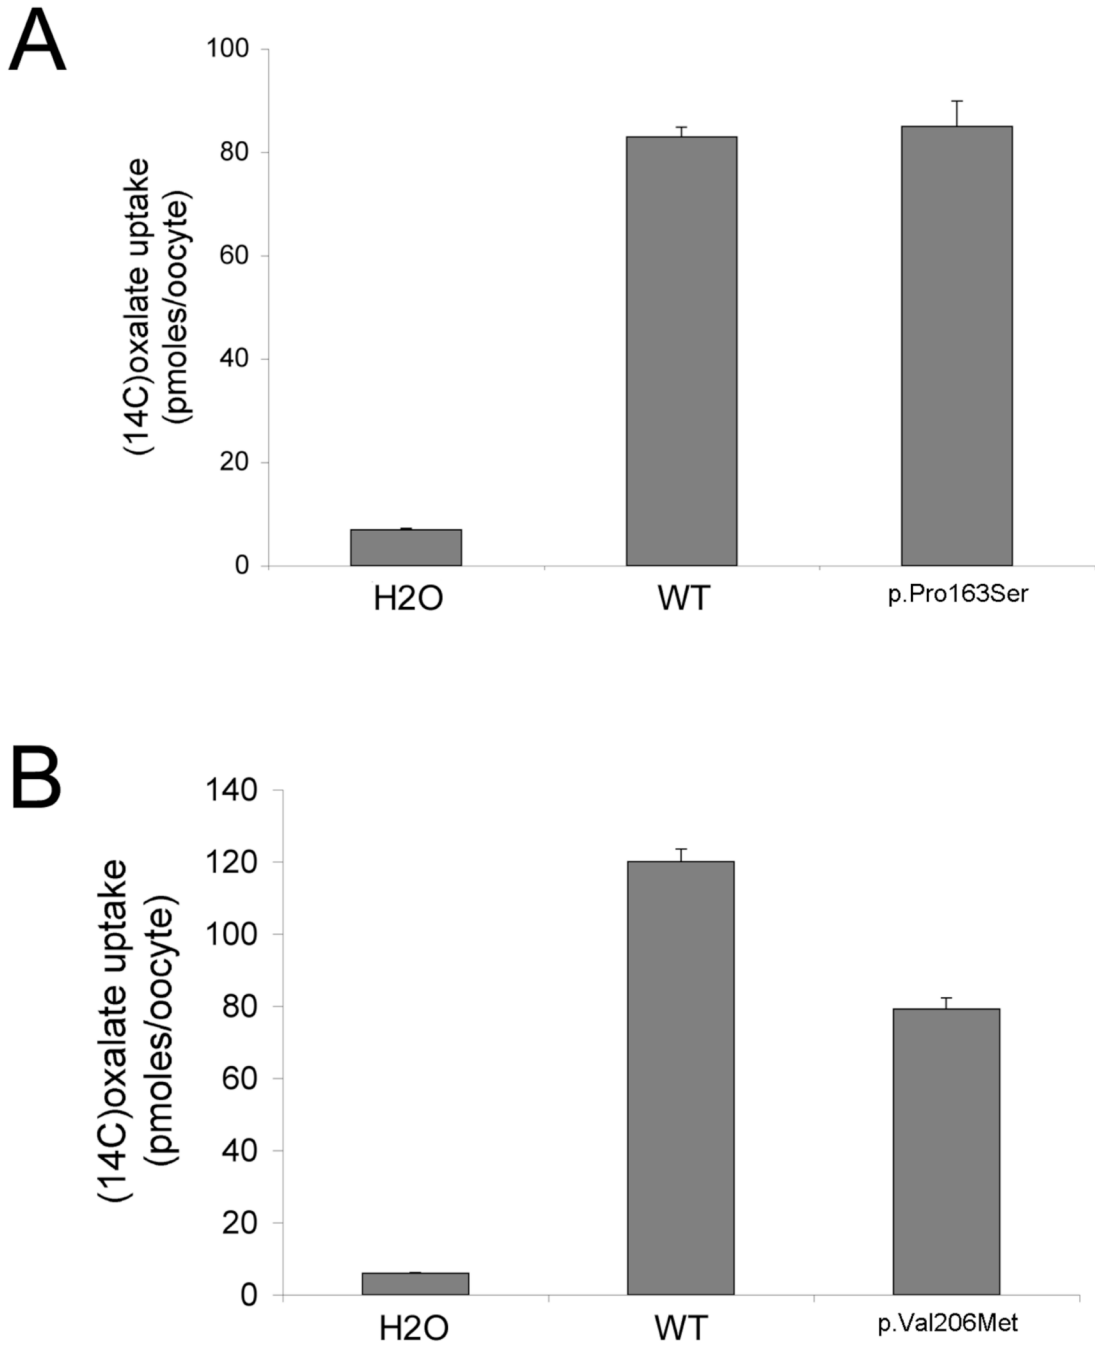 A
100
80
60
40
20
0
(14C)oxalate uptake
(pmoles/oocyte)
H2O
WT
p.Pro163Ser
B
140
120
100
80
60
40
20
0
(14C)oxalate uptake
(pmoles/oocyte)
H2O
WT
p.Val206Met